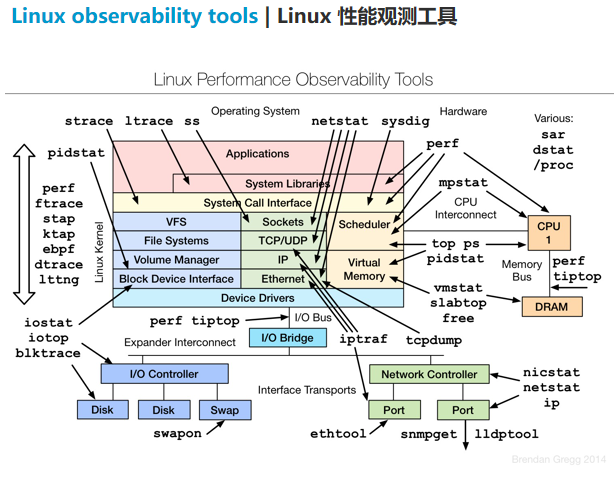 Linux observability tools | Linux 性能观测工具
Linux Performance Observability Tools
Operating System
Hardware
Various:
sar
dstat
/proc
strace ltrace ss
netstat sysdig
perf
pidstat
Applications
System Libraries
System Call Interface
mpstat
CPU
Interconnect
perf
ftrace
stap
ktap
ebpf
dtrace
lttng
Linux Kernel
VFS
Sockets
Scheduler
File Systems
TCP/UDP
Volume Manager
IP
Virtual
Memory
Block Device Interface
Ethernet
Device Drivers
CPU
1
top ps
pidstat
Memory
Bus
perf
tiptop
vmstat
slabtop
free
DRAM
iostat
iotop
blktrace
perf tiptop
I/O Bus
Expander Interconnect
I/O Bridge
iptraf
tcpdump
I/O Controller
Disk
Disk
Swap
swapon
Interface Transports
Network Controller
Port
Port
nicstat
netstat
ip
ethtool
snmpget
lldptool
Brendan Gregg 2014